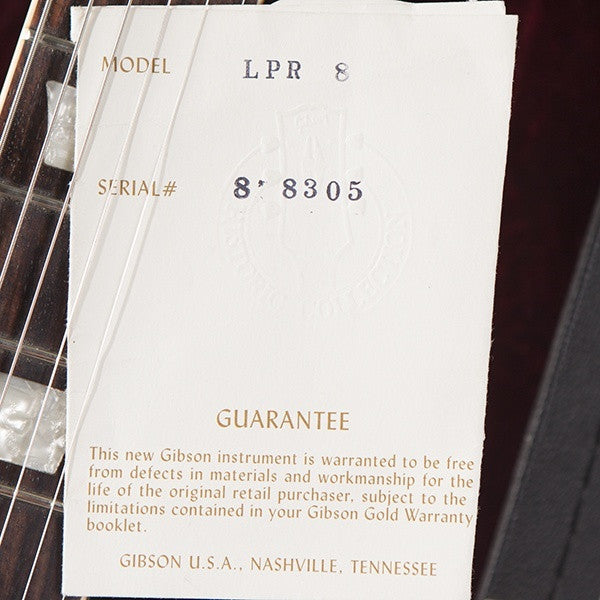 MODEL LPR 8
SERIAL# 8 8305
HISTORIC COLLECTION
GUARANTEE
This new Gibson instrument is warranted to be free
from defects in materials and workmanship for the
life of the original retail purchaser, subject to the
limitations contained in your Gibson Gold Warranty
booklet.
GIBSON U.S.A., NASHVILLE, TENNESSEE